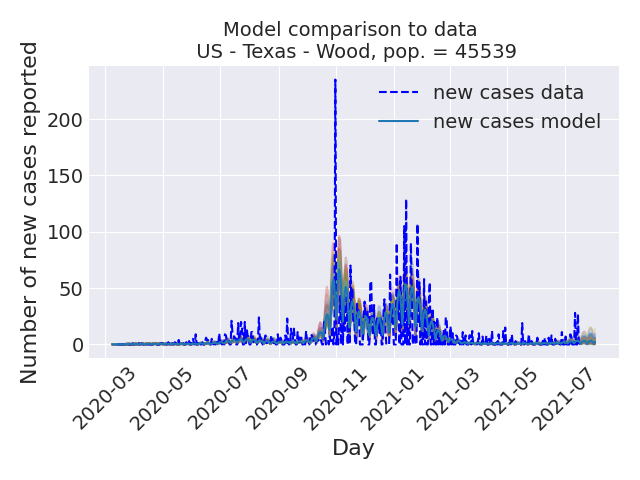 Model comparison to data
US - Texas - Wood, pop. = 45539
new cases data
new cases model
Number of new cases reported
200
150
100
50
0
2020-03
2020-05
2020-07
2020-09
2020-11
2021-01
2021-03
2021-05
2021-07
Day